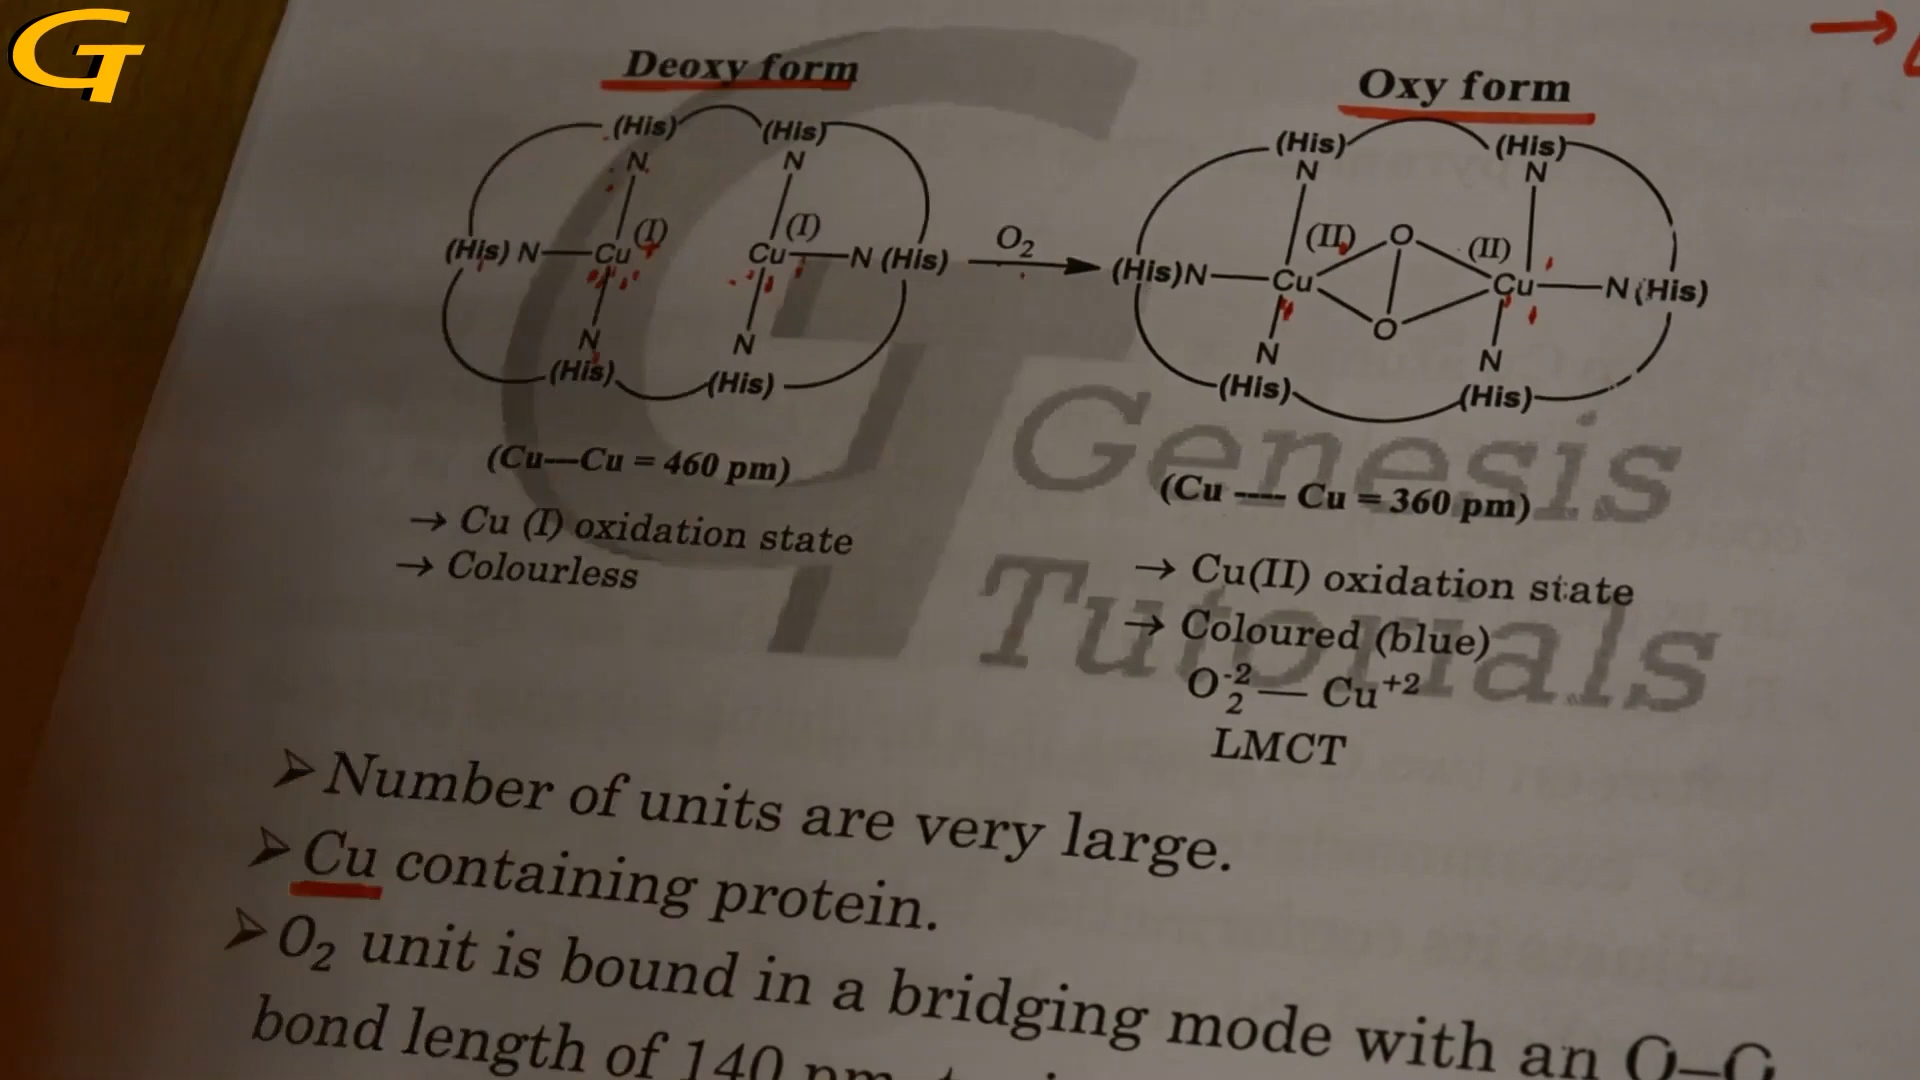 GT
Deoxy form
(His) (His)
N N
(I) (I)
(His) N Cu Cu N (His)
N N
(His) (His)
(Cu—Cu = 460 pm)
→ Cu (I) oxidation state
→ Colourless
O2
Oxy form
(His) (His)
N N
(II) (II)
O
(His)N Cu Cu N (His)
O
N N
(His) (His)
(Cu ---- Cu = 360 pm)
→ Cu(II) oxidation state
→ Coloured (blue)
O2-2 — Cu+2
LMCT
Genesis
Tutorials
➢ Number of units are very large.
➢ Cu containing protein.
➢ O2 unit is bound in a bridging mode with an O–O
bond length of 140 pm